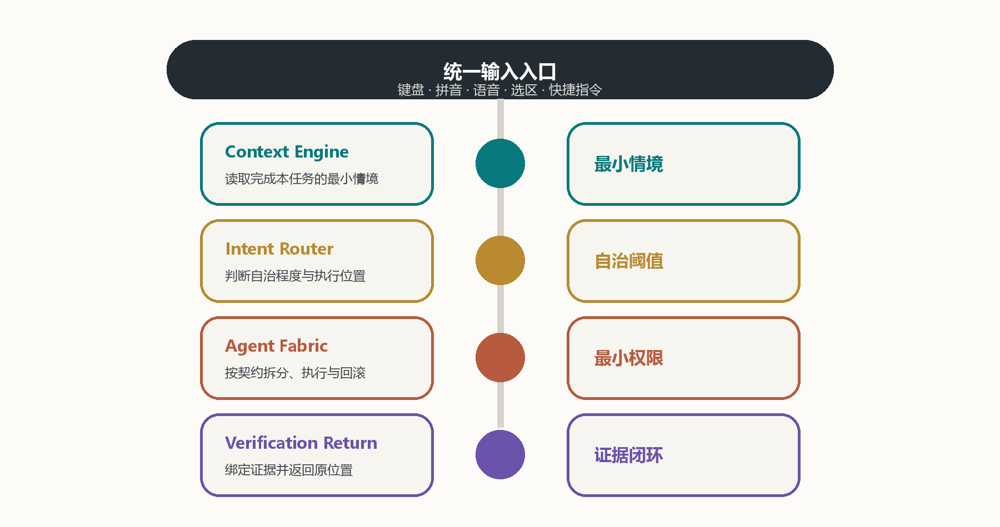 统一输入入口
键盘 · 拼音 · 语音 · 选区 · 快捷指令
Context Engine
读取完成本任务的最小情境
最小情境
Intent Router
判断自治程度与执行位置
自治阈值
Agent Fabric
按契约拆分、执行与回滚
最小权限
Verification Return
绑定证据并返回原位置
证据闭环